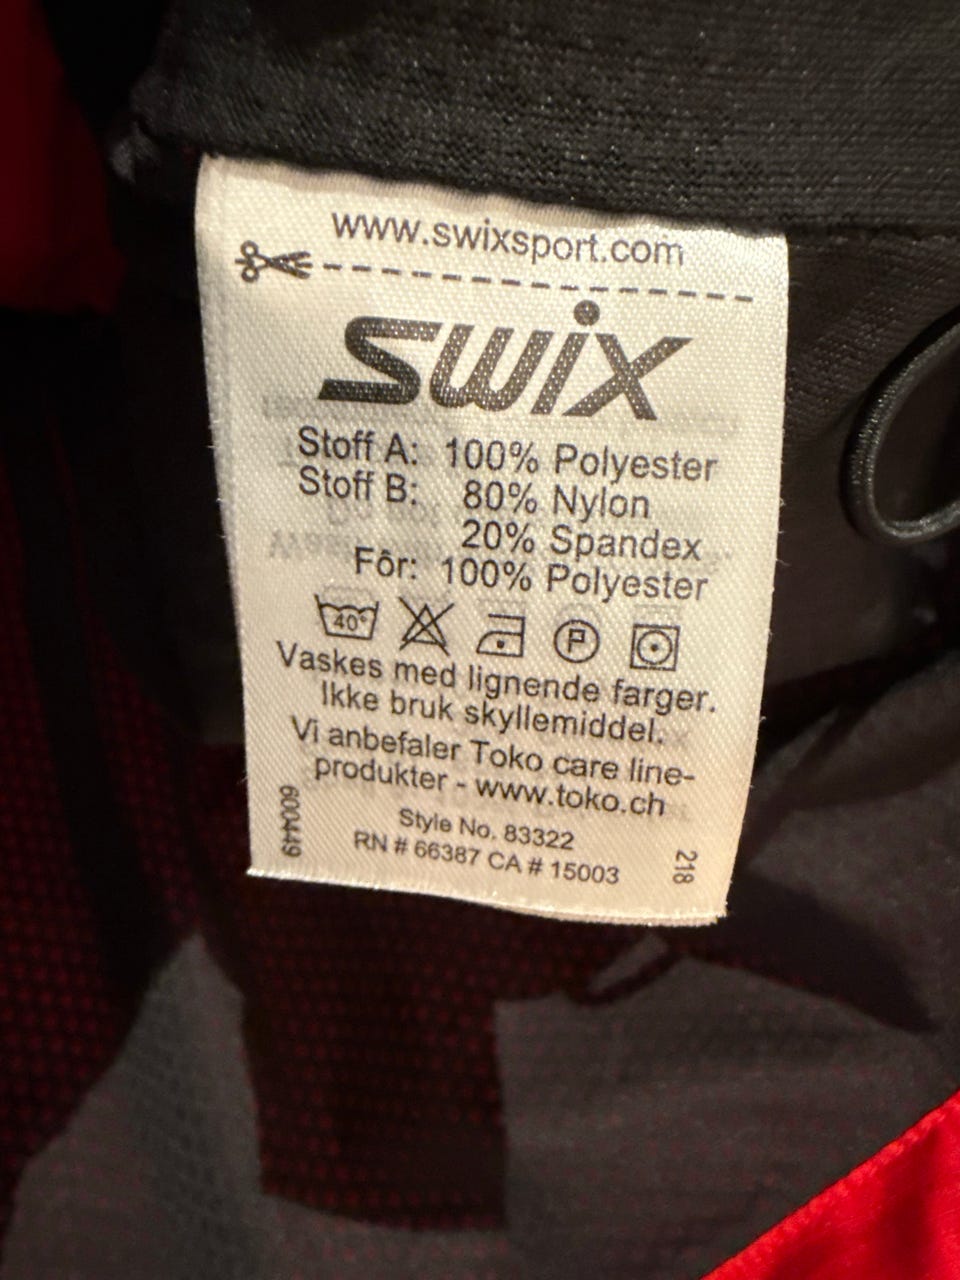 www.swixsport.com
swix
Stoff A: 100% Polyester
Stoff B: 80% Nylon
20% Spandex
Fôr: 100% Polyester
40° P
Vaskes med lignende farger.
Ikke bruk skyllemiddel.
Vi anbefaler Toko care line-
produkter - www.toko.ch
Style No. 83322
RN # 66387 CA # 15003
600449
218